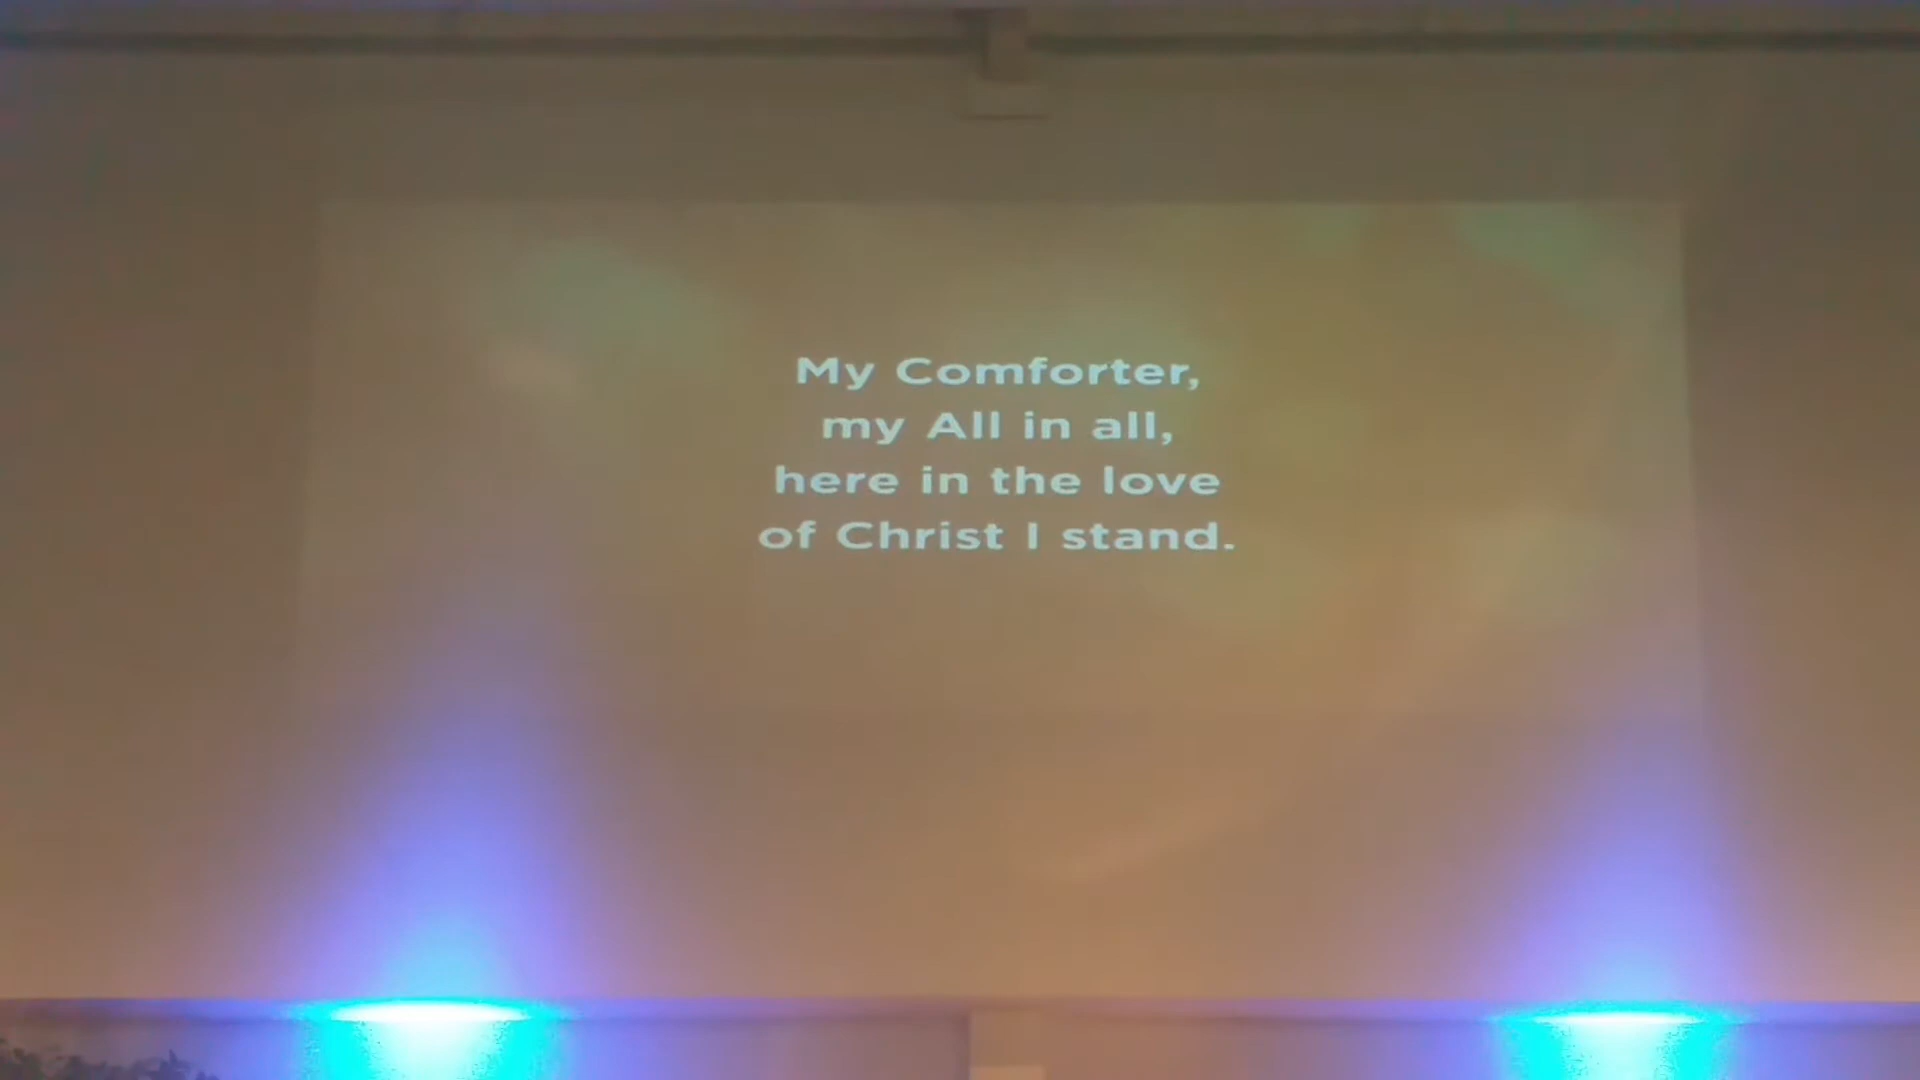 My Comforter,
my All in all,
here in the love
of Christ I stand.